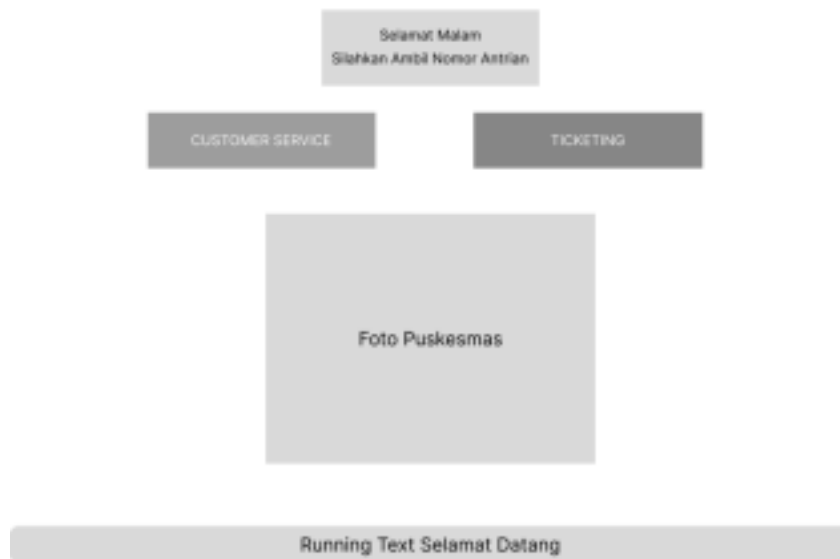 Selamat Malam
Silahkan Ambil Nomor Antrian
CUSTOMER SERVICE
TICKETING
Foto Puskesmas
Running Text Selamat Datang